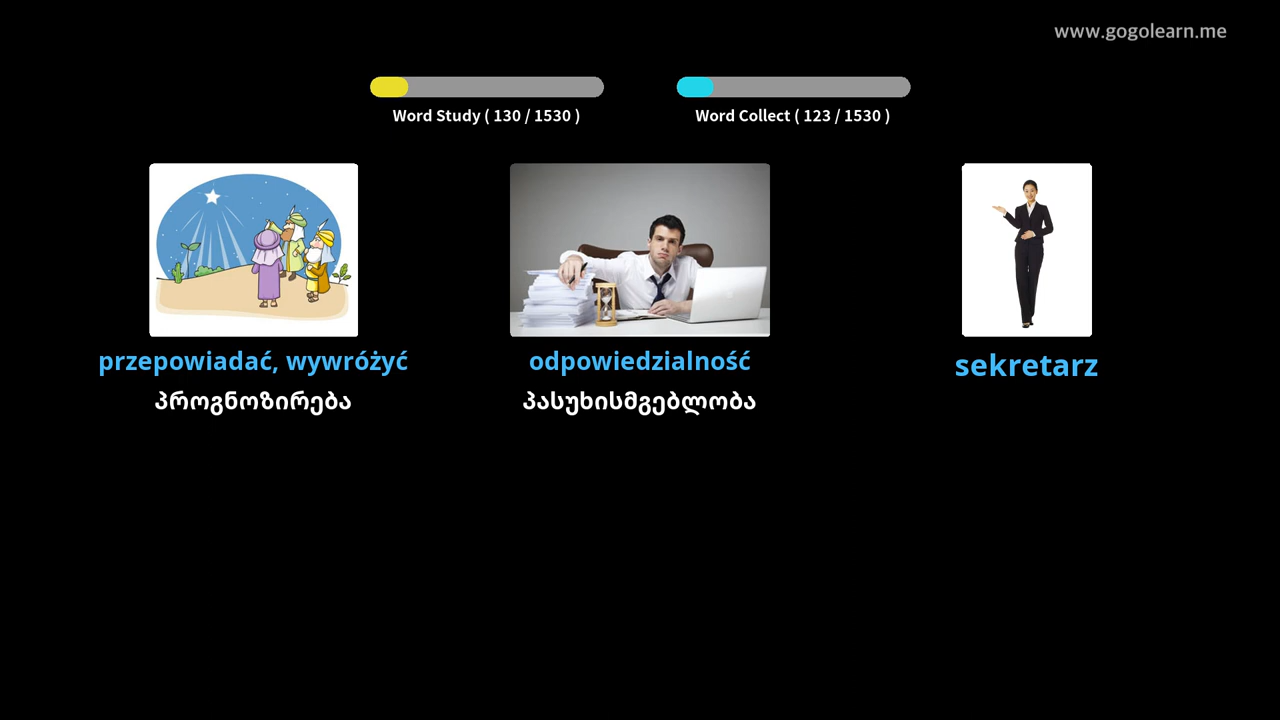 www.gogolearn.me
Word Study ( 130 / 1530 )
Word Collect ( 123 / 1530 )
przepowiadać, wywróżyć
odpowiedzialność
sekretarz
პროგნოზირება
პასუხისმგებლობა